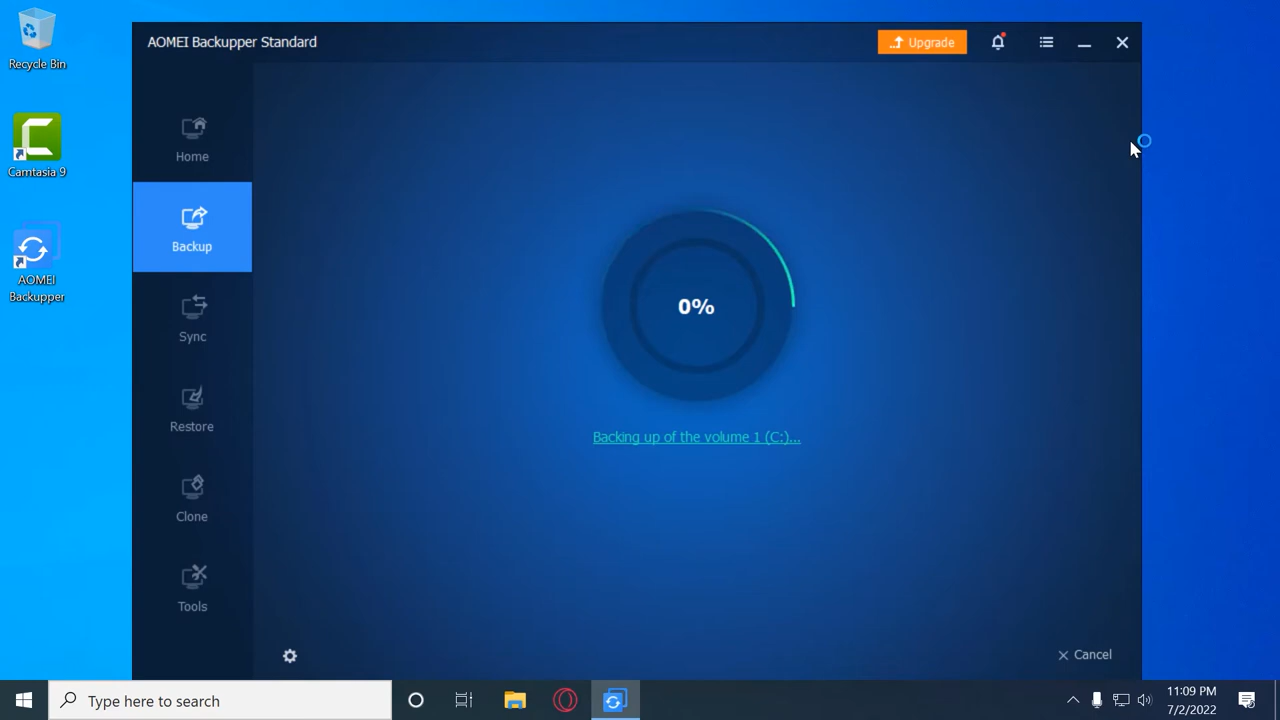 Recycle Bin
Camtasia 9
AOMEI
Backupper
AOMEI Backupper Standard
Upgrade
Home
Backup
Sync
Restore
Clone
Tools
0%
Backing up of the volume 1 (C:)...
Cancel
Type here to search
11:09 PM
7/2/2022